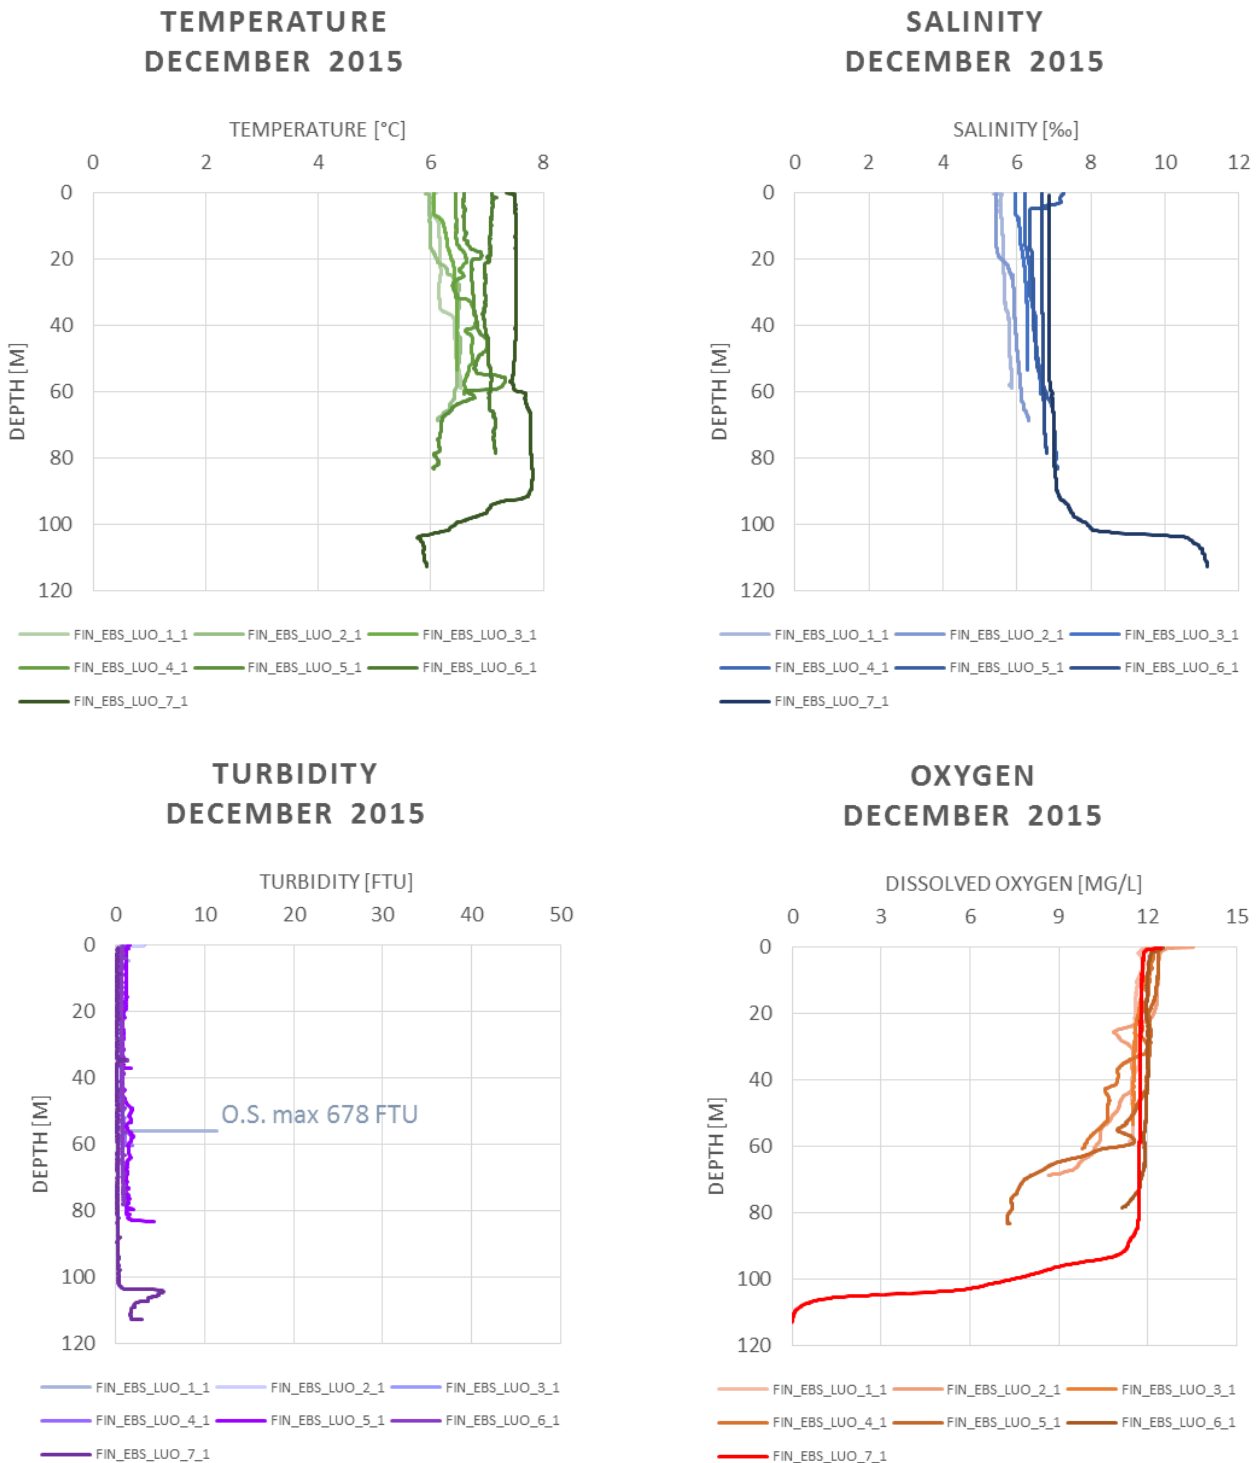 TEMPERATURE
DECEMBER 2015
TEMPERATURE [°C]
0 2 4 6 8
0
20
40
60
80
100
120
DEPTH [M]
FIN_EBS_LUO_1_1 FIN_EBS_LUO_2_1 FIN_EBS_LUO_3_1
FIN_EBS_LUO_4_1 FIN_EBS_LUO_5_1 FIN_EBS_LUO_6_1
FIN_EBS_LUO_7_1
SALINITY
DECEMBER 2015
SALINITY [‰]
0 2 4 6 8 10 12
0
20
40
60
80
100
120
DEPTH [M]
FIN_EBS_LUO_1_1 FIN_EBS_LUO_2_1 FIN_EBS_LUO_3_1
FIN_EBS_LUO_4_1 FIN_EBS_LUO_5_1 FIN_EBS_LUO_6_1
FIN_EBS_LUO_7_1
TURBIDITY
DECEMBER 2015
TURBIDITY [FTU]
0 10 20 30 40 50
0
20
40
60
80
100
120
DEPTH [M]
O.S. max 678 FTU
FIN_EBS_LUO_1_1 FIN_EBS_LUO_2_1 FIN_EBS_LUO_3_1
FIN_EBS_LUO_4_1 FIN_EBS_LUO_5_1 FIN_EBS_LUO_6_1
FIN_EBS_LUO_7_1
OXYGEN
DECEMBER 2015
DISSOLVED OXYGEN [MG/L]
0 3 6 9 12 15
0
20
40
60
80
100
120
DEPTH [M]
FIN_EBS_LUO_1_1 FIN_EBS_LUO_2_1 FIN_EBS_LUO_3_1
FIN_EBS_LUO_4_1 FIN_EBS_LUO_5_1 FIN_EBS_LUO_6_1
FIN_EBS_LUO_7_1